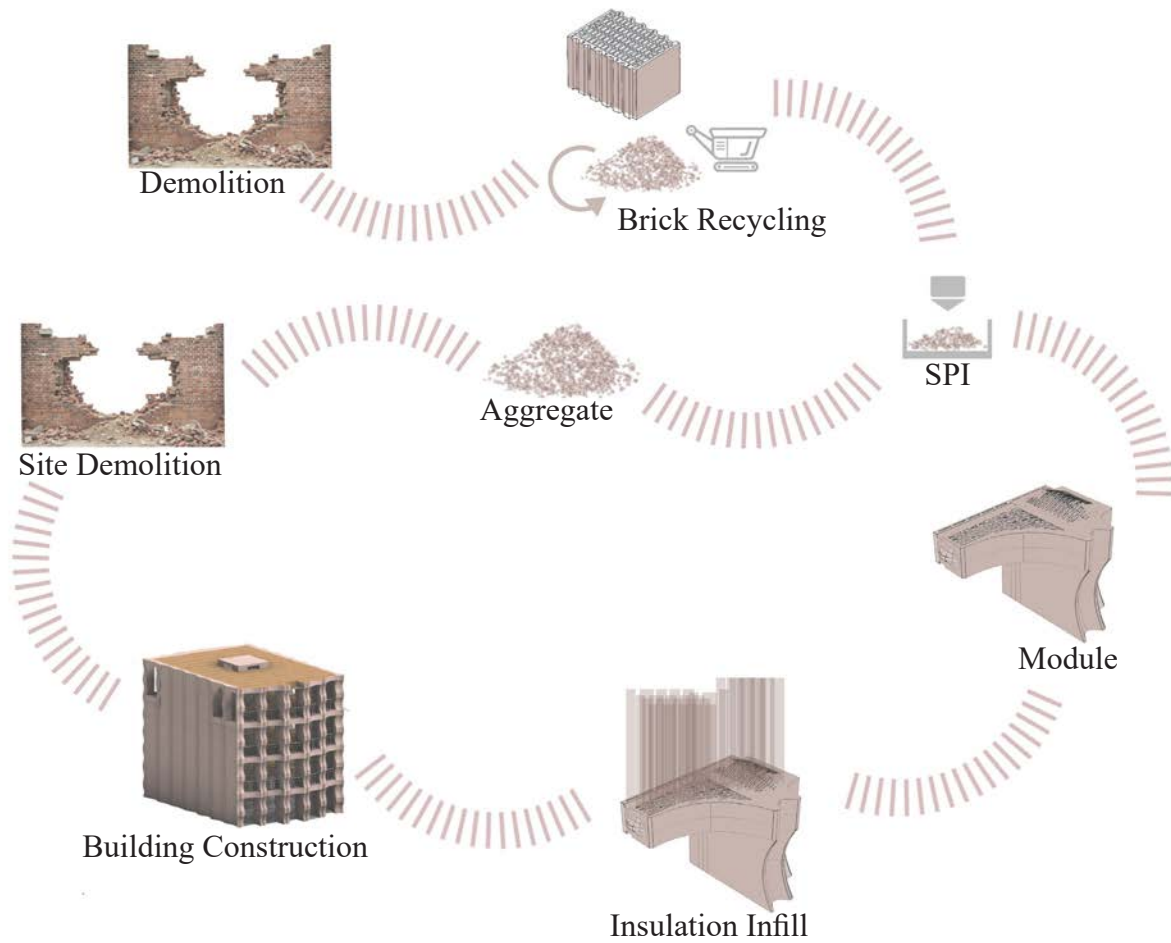 Demolition
Brick Recycling
SPI
Aggregate
Site Demolition
Module
Building Construction
Insulation Infill